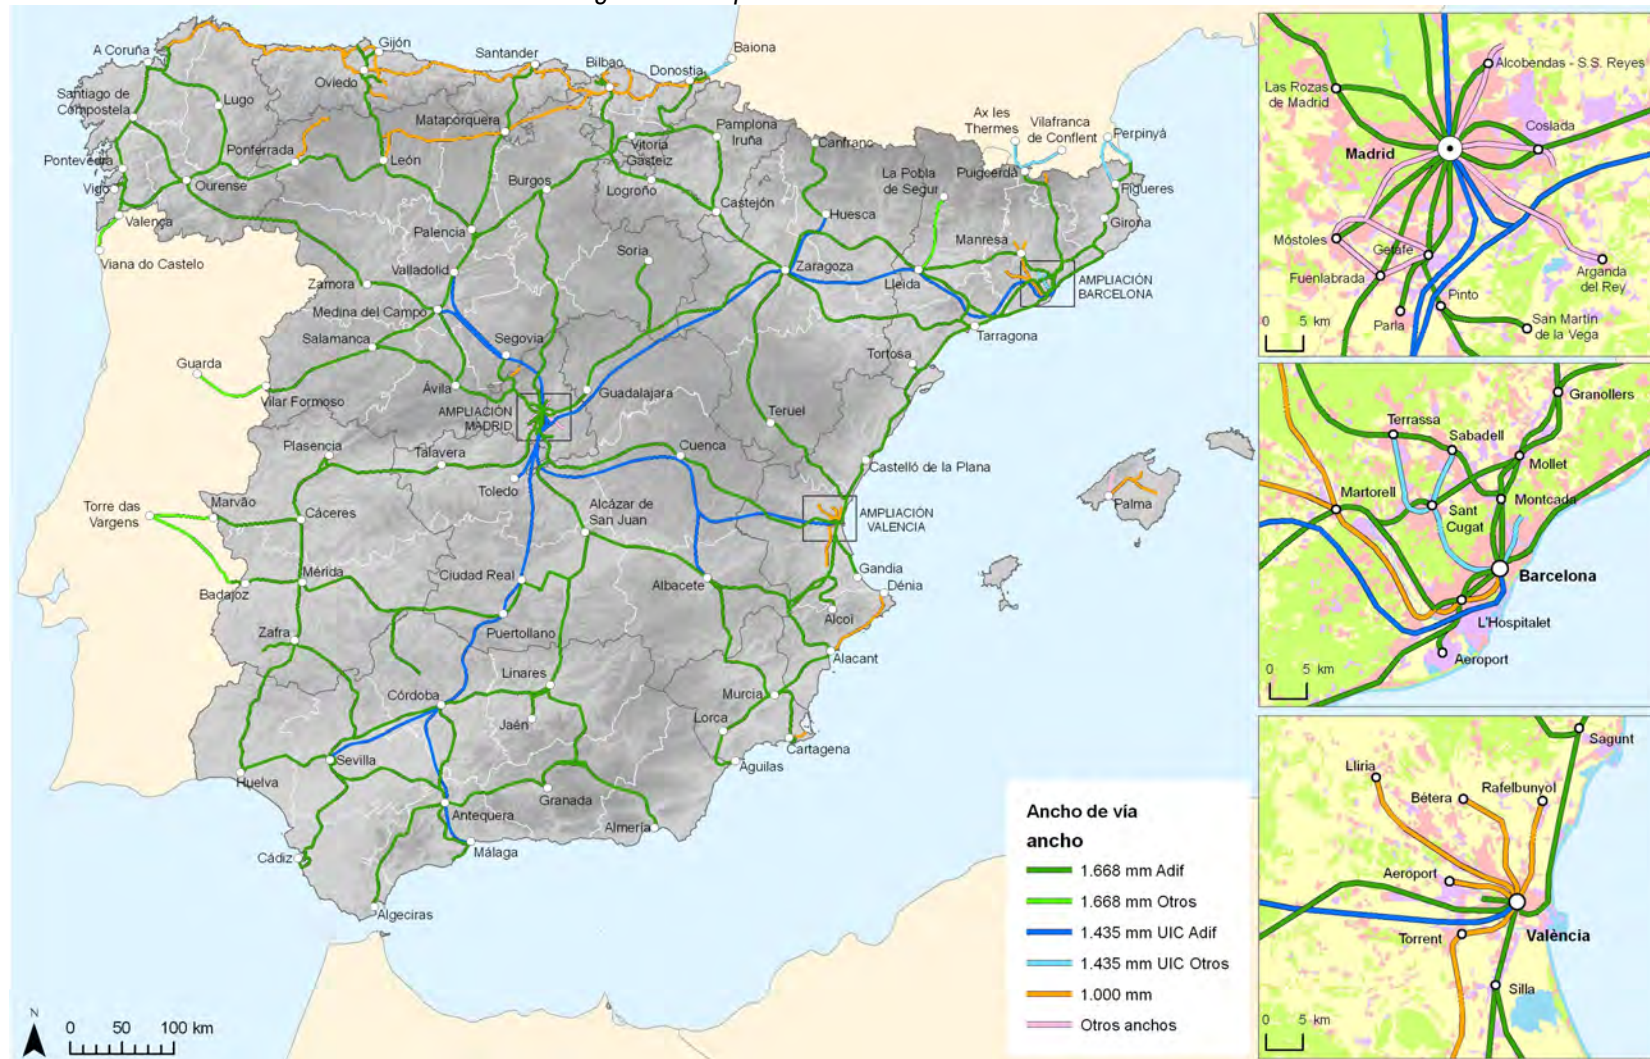 Baiona
Gijón
A Coruña
Santander
Bilbao
Donostia
Oviedo
Santiago de
Compostela
Lugo
Mataporquera
Pamplona
Iruña
Vitoria
Gasteiz
Canfranc
Ax les
Thermes
Vilafranca
de Conflent
Perpinyà
Pontevedra
Ponferrada
León
Puigcerdà
La Pobla
de Segur
Vigo
Ourense
Burgos
Logroño
Figueres
Valença
Castejón
Huesca
Girona
Palencia
Manresa
Soria
Viana do Castelo
Valladolid
Zaragoza
Lleida
AMPLIACIÓN
BARCELONA
Zamora
Medina del Campo
Salamanca
Segovia
Tarragona
Tortosa
Guarda
Ávila
Guadalajara
Vilar Formoso
AMPLIACIÓN
MADRID
Teruel
Plasencia
Talavera
Cuenca
Castelló de la Plana
Toledo
Torre das
Vargens
Marvão
Cáceres
Alcázar de
San Juan
AMPLIACIÓN
VALENCIA
Palma
Mérida
Ciudad Real
Albacete
Gandia
Dénia
Badajoz
Puertollano
Alcoi
Zafra
Alacant
Linares
Córdoba
Murcia
Jaén
Lorca
Cartagena
Sevilla
Águilas
Huelva
Granada
Antequera
Almería
Cádiz
Málaga
Algeciras
N
0 50 100 km
Ancho de vía
ancho
1.668 mm Adif
1.668 mm Otros
1.435 mm UIC Adif
1.435 mm UIC Otros
1.000 mm
Otros anchos
Alcobendas - S.S. Reyes
Las Rozas
de Madrid
Coslada
Madrid
Móstoles
Getafe
Fuenlabrada
Arganda
del Rey
Pinto
Parla
San Martín
de la Vega
0 5 km
Granollers
Terrassa
Sabadell
Mollet
Martorell
Montcada
Sant
Cugat
Barcelona
L'Hospitalet
Aeroport
0 5 km
Sagunt
Lliria
Bétera
Rafelbunyol
Aeroport
Torrent
València
Silla
0 5 km